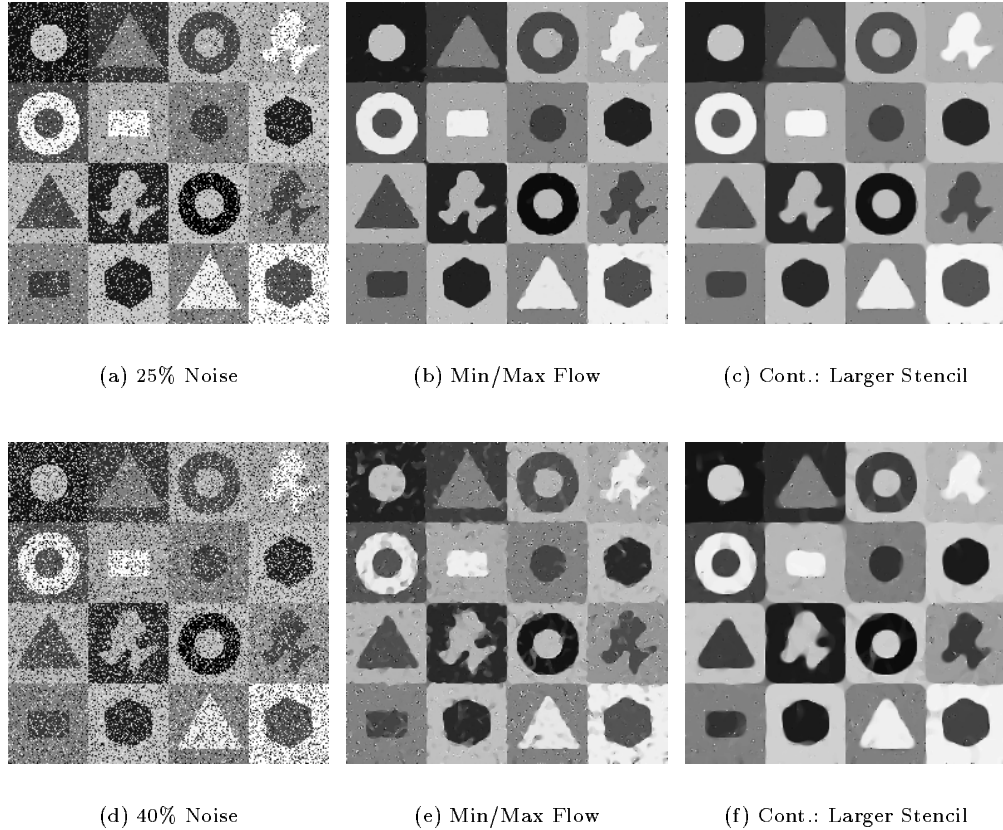 (a) 25% Noise
(b) Min/Max Flow
(c) Cont.: Larger Stencil
(d) 40% Noise
(e) Min/Max Flow
(f) Cont.: Larger Stencil